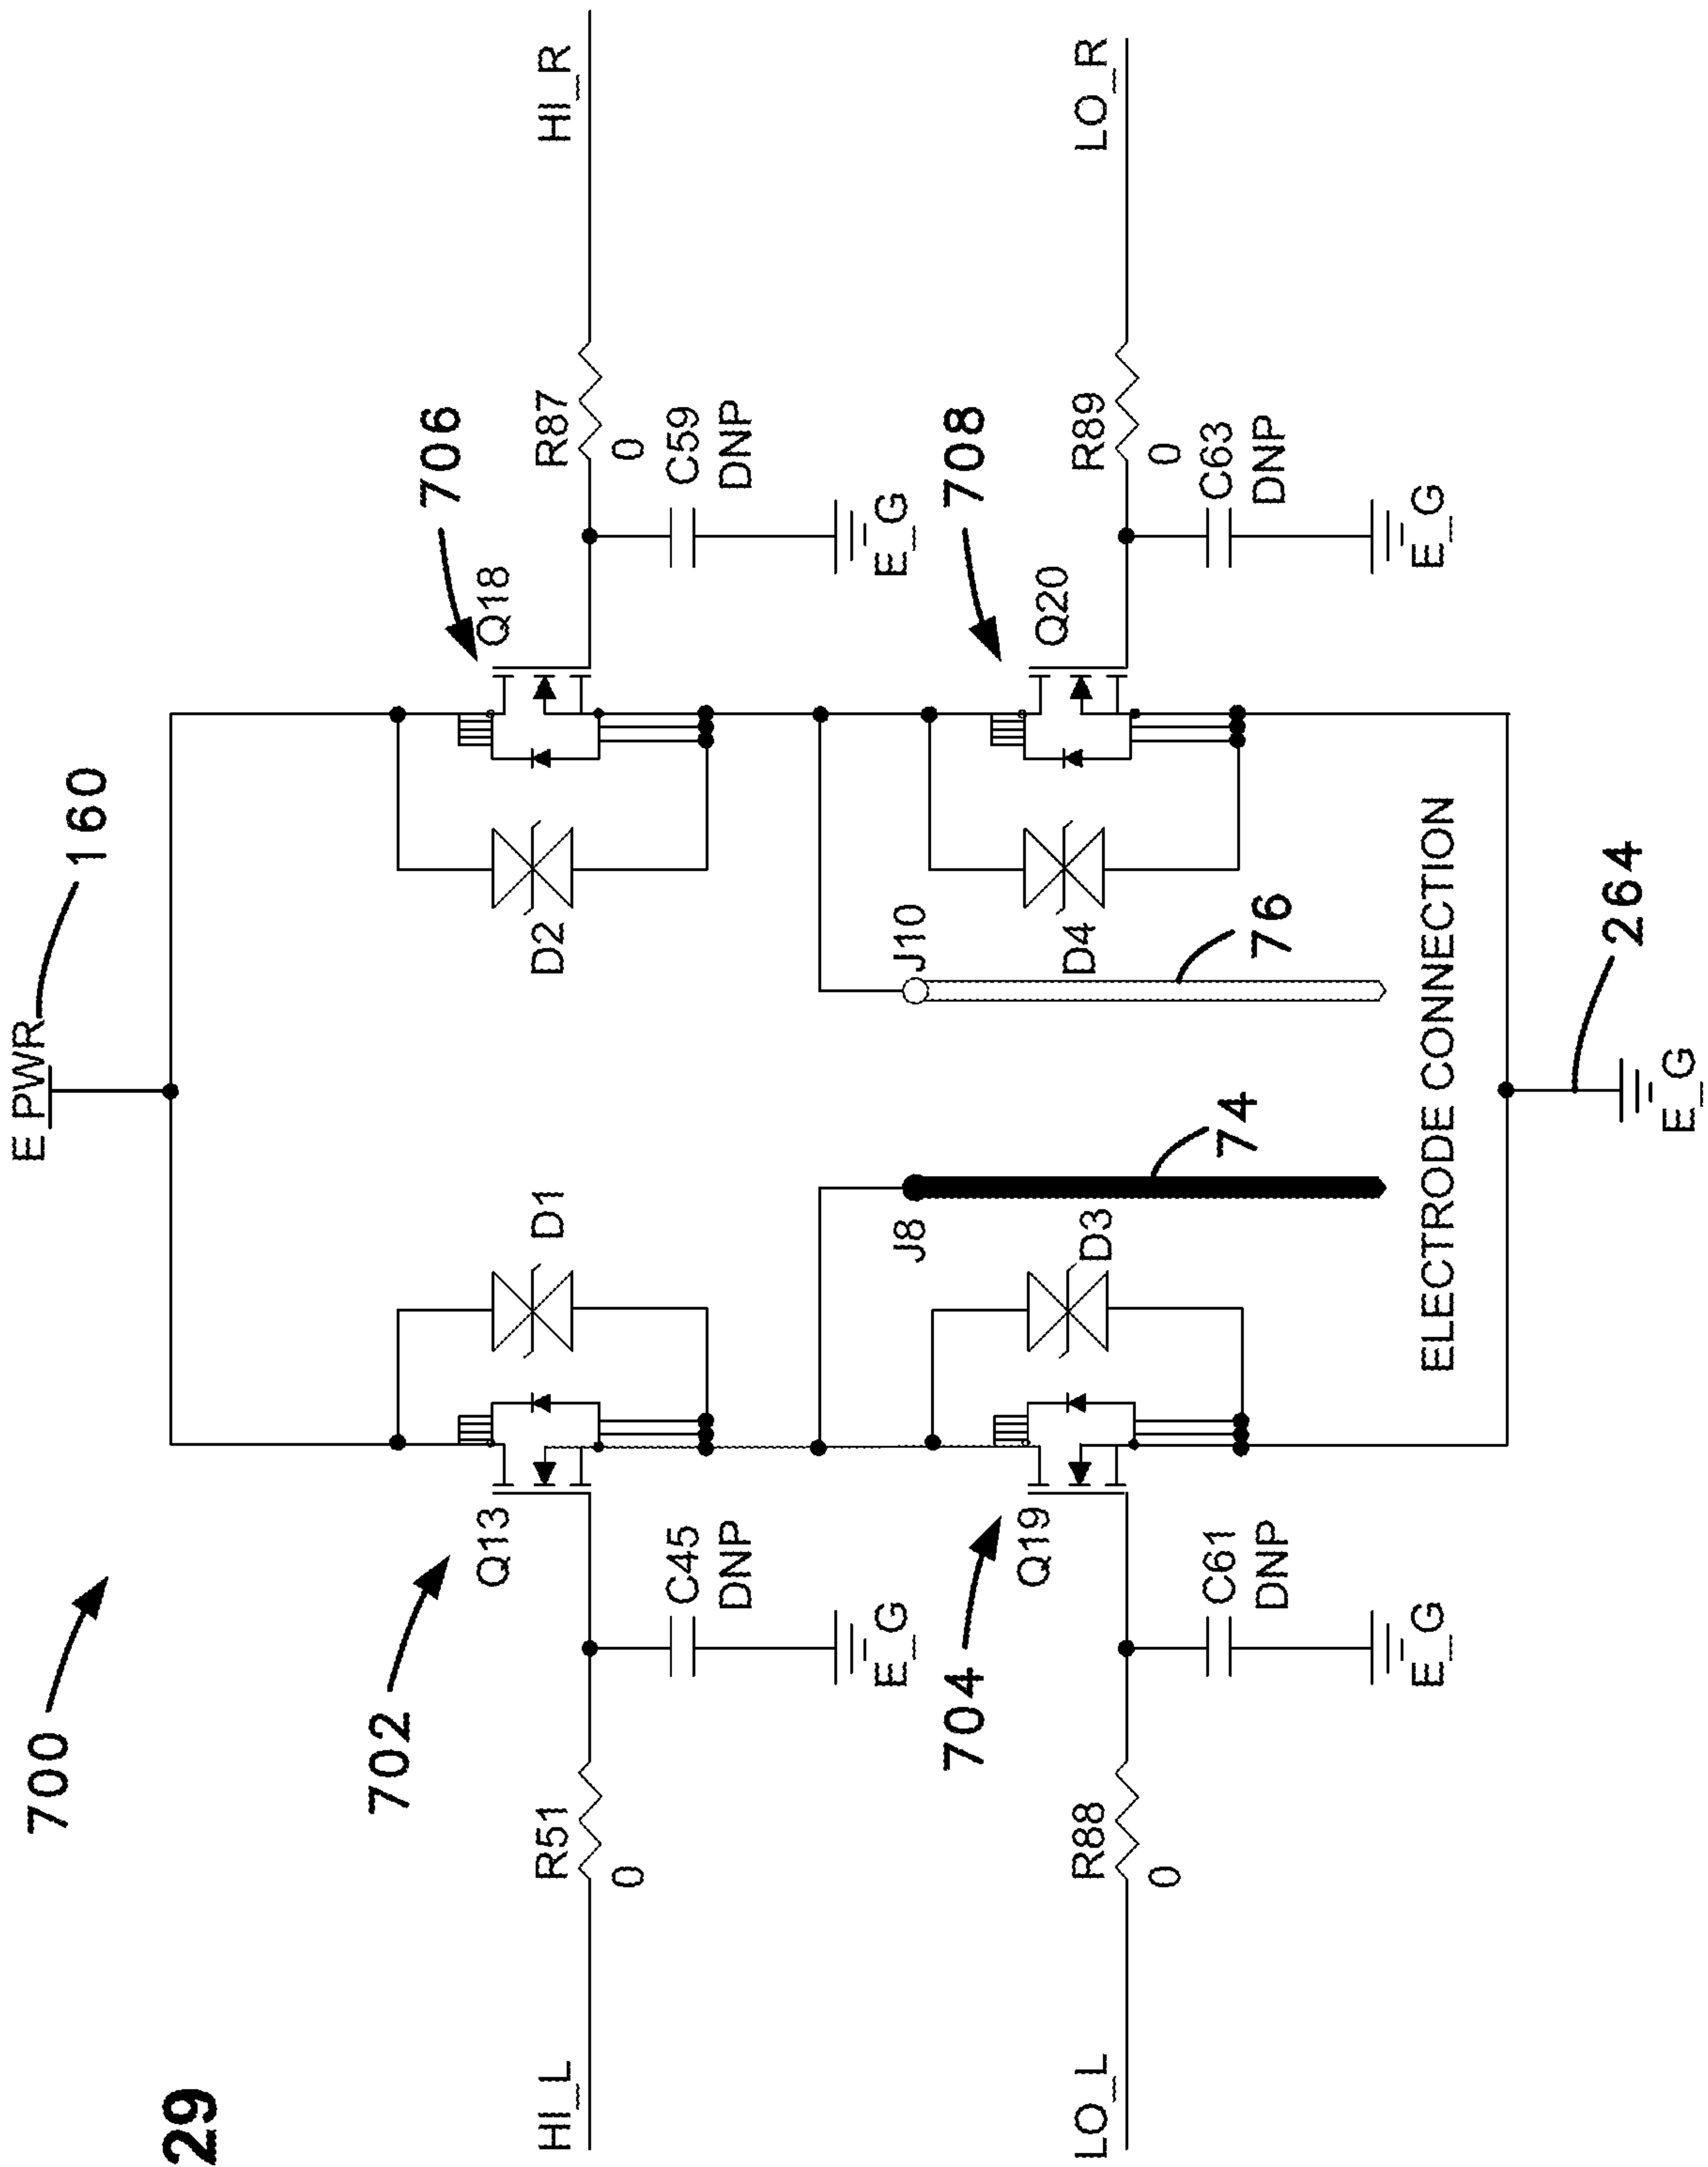 29
700
E_PWR
160
702
706
Q13
D1
D2
Q18
HI_L
R51
0
C45
DNP
E_G
R87
0
C59
DNP
E_G
HI_R
704
708
Q19
D3
J8
J10
D4
Q20
LO_L
R88
0
C61
DNP
E_G
R89
0
C63
DNP
E_G
LO_R
74
76
ELECTRODE CONNECTION
264
E_G